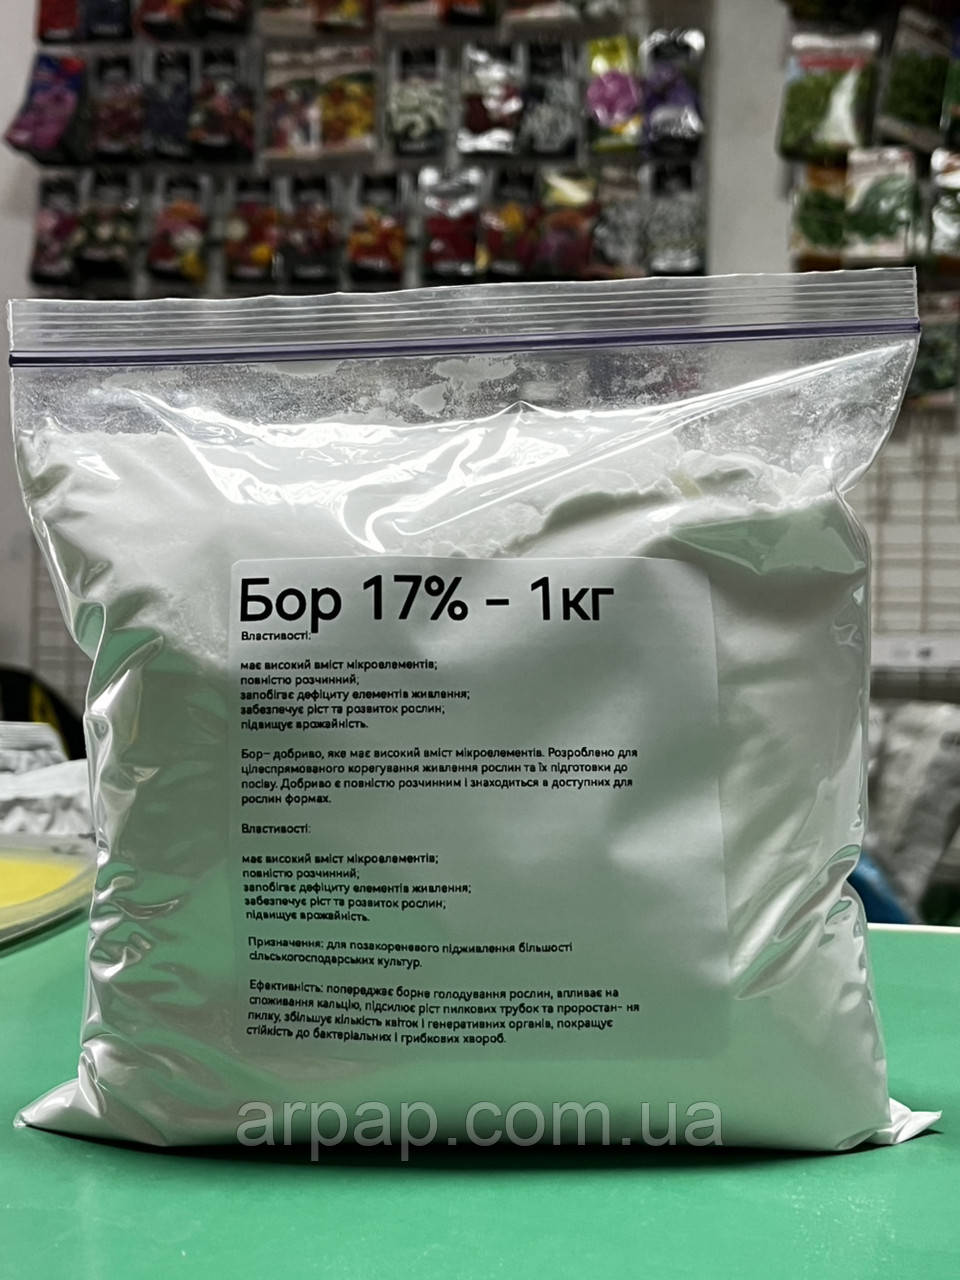 Бор 17% - 1кг
Властивості:
має високий вміст мікроелементів;
повністю розчинний;
запобігає дефіциту елементів живлення;
забезпечує ріст та розвиток рослин;
підвищує врожайність.
Бор– добриво, яке має високий вміст мікроелементів. Розроблено для
цілеспрямованого корегування живлення рослин та їх підготовки до
посіву. Добриво є повністю розчинним і знаходиться в доступних для
рослин формах.
Властивості:
має високий вміст мікроелементів;
повністю розчинний;
запобігає дефіциту елементів живлення;
забезпечує ріст та розвиток рослин;
підвищує врожайність.
Призначення: для позакореневого підживлення більшості
сільськогосподарських культур.
Ефективність: попереджає борне голодування рослин, впливає на
споживання кальцію, підсилює ріст пилкових трубок та проростан– ня
пилку, збільшує кількість квіток і генеративних органів, покращує
стійкість до бактеріальних і грибкових хвороб.
arpap.com.ua